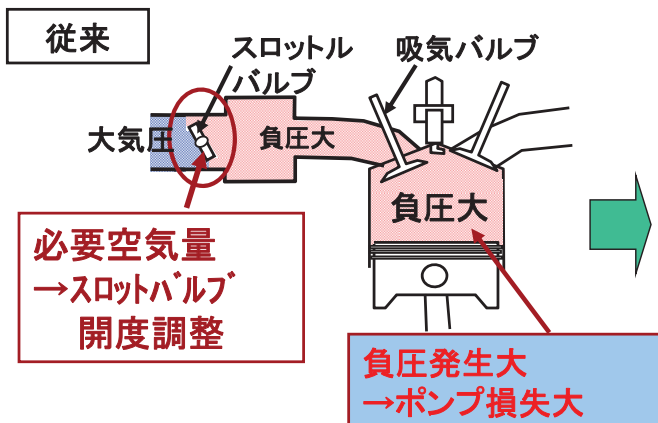 従来
スロットル
バルブ
吸気バルブ
大気圧
負圧大
負圧大
必要空気量
→スロットバルブ
開度調整
負圧発生大
→ポンプ損失大